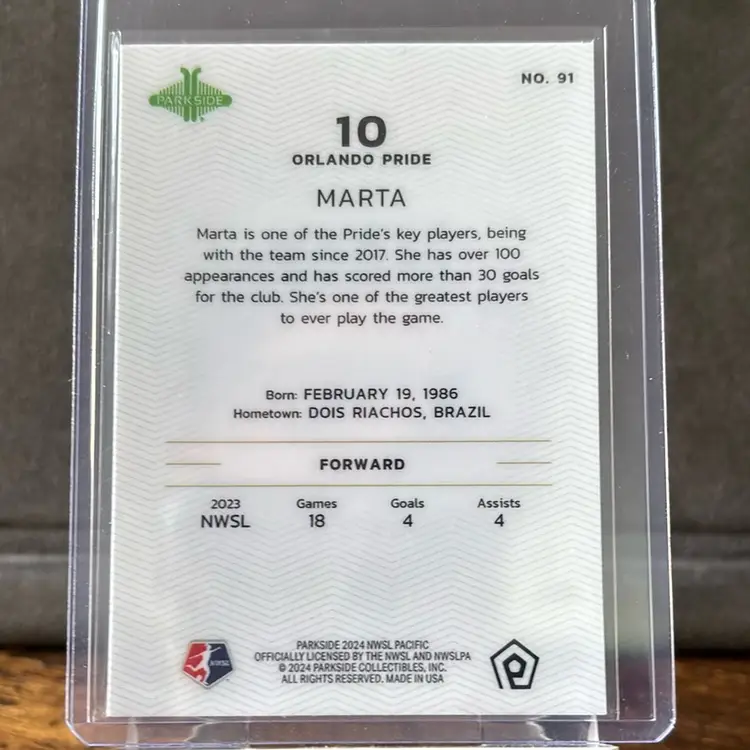 PARKSIDE
NO. 91
10
ORLANDO PRIDE
MARTA
Marta is one of the Pride's key players, being
with the team since 2017. She has over 100
appearances and has scored more than 30 goals
for the club. She's one of the greatest players
to ever play the game.
Born: FEBRUARY 19, 1986
Hometown: DOIS RIACHOS, BRAZIL
FORWARD
2023 Games Goals Assists
NWSL 18 4 4
NWSL
PARKSIDE 2024 NWSL PACIFIC
OFFICIALLY LICENSED BY THE NWSL AND NWSLPA
© 2024 PARKSIDE COLLECTIBLES, INC.
ALL RIGHTS RESERVED. MADE IN USA